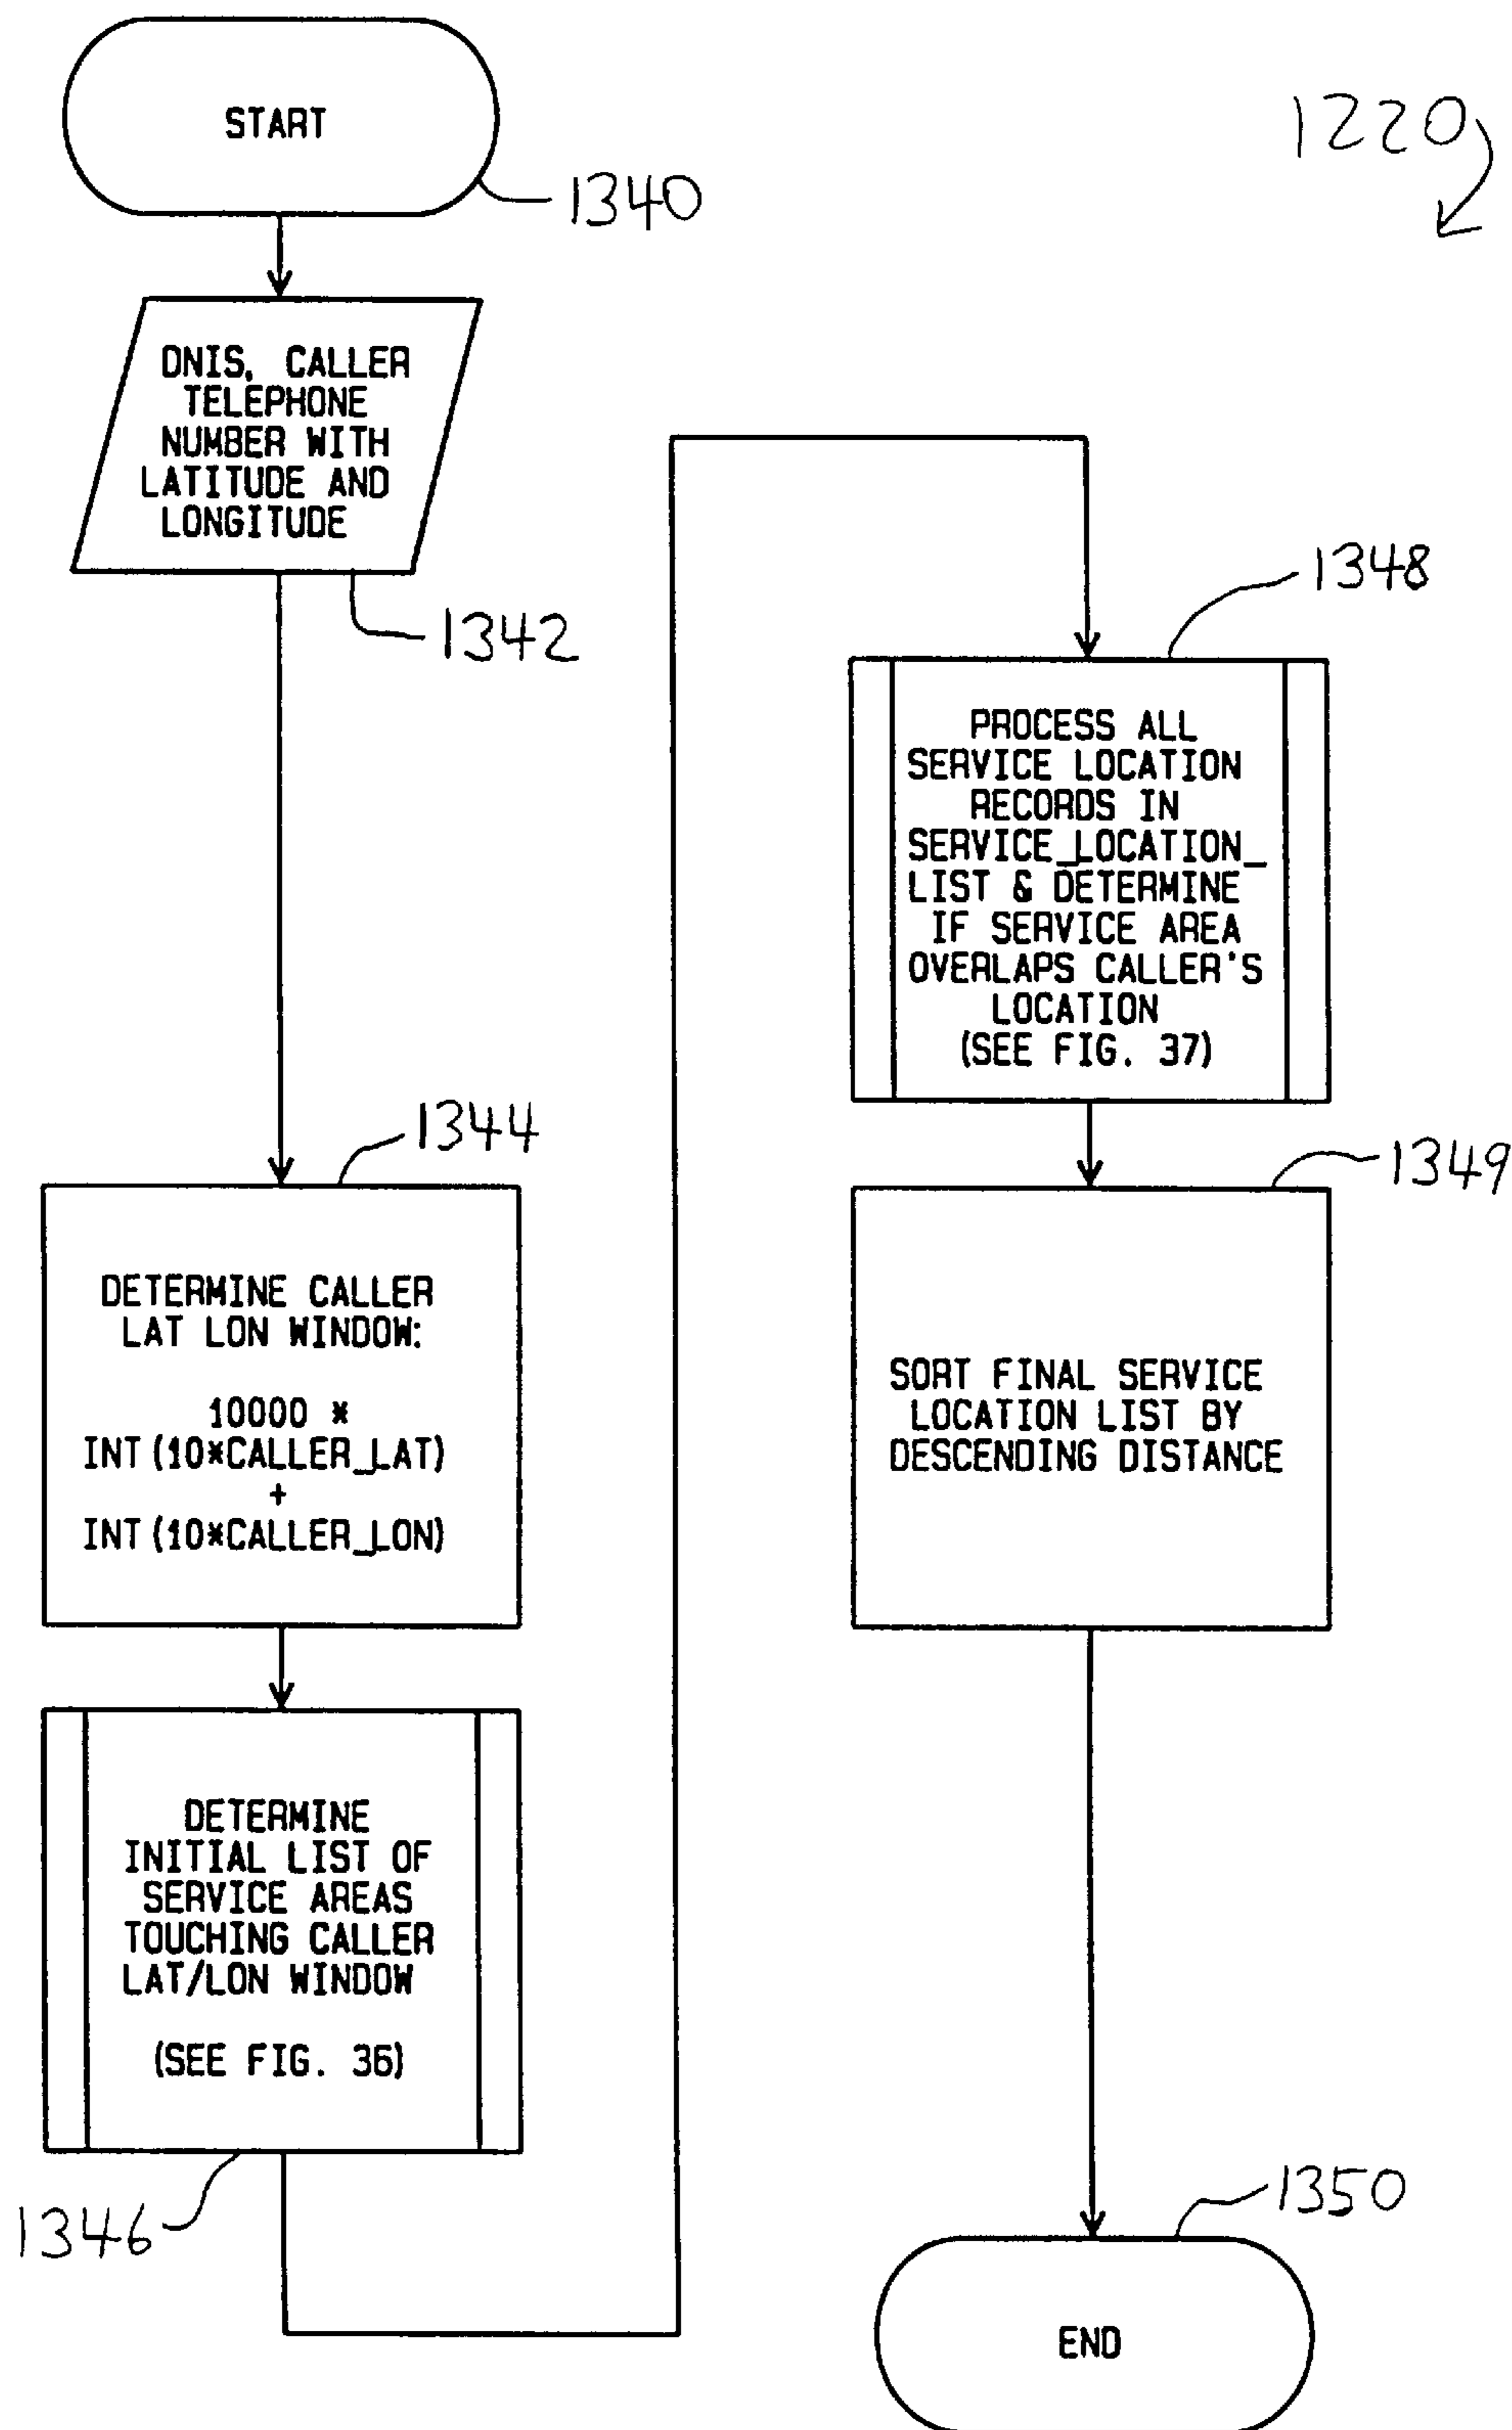 START
1340
1220
DNIS, CALLER
TELEPHONE
NUMBER WITH
LATITUDE AND
LONGITUDE
1342
1344
DETERMINE CALLER
LAT LON WINDOW:
10000 *
INT(10*CALLER_LAT)
+
INT(10*CALLER_LON)
DETERMINE
INITIAL LIST OF
SERVICE AREAS
TOUCHING CALLER
LAT/LON WINDOW
(SEE FIG. 36)
1346
1348
PROCESS ALL
SERVICE LOCATION
RECORDS IN
SERVICE_LOCATION_
LIST & DETERMINE
IF SERVICE AREA
OVERLAPS CALLER'S
LOCATION
(SEE FIG. 37)
1349
SORT FINAL SERVICE
LOCATION LIST BY
DESCENDING DISTANCE
1350
END